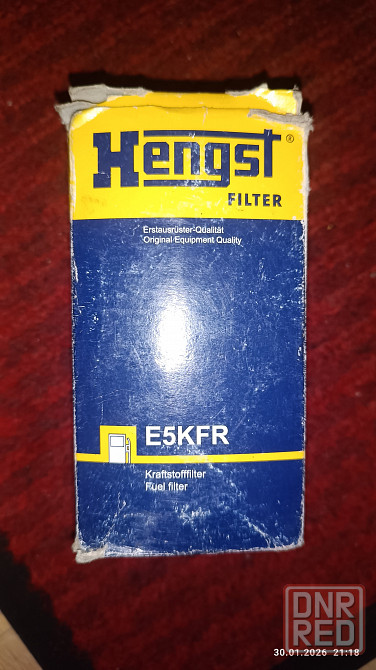 Hengst®
FILTER
Erstausrüster-Qualität
Original Equipment Quality
E5KFR
Kraftstofffilter
Fuel filter
DNR
RED
30.01.2026 21:18